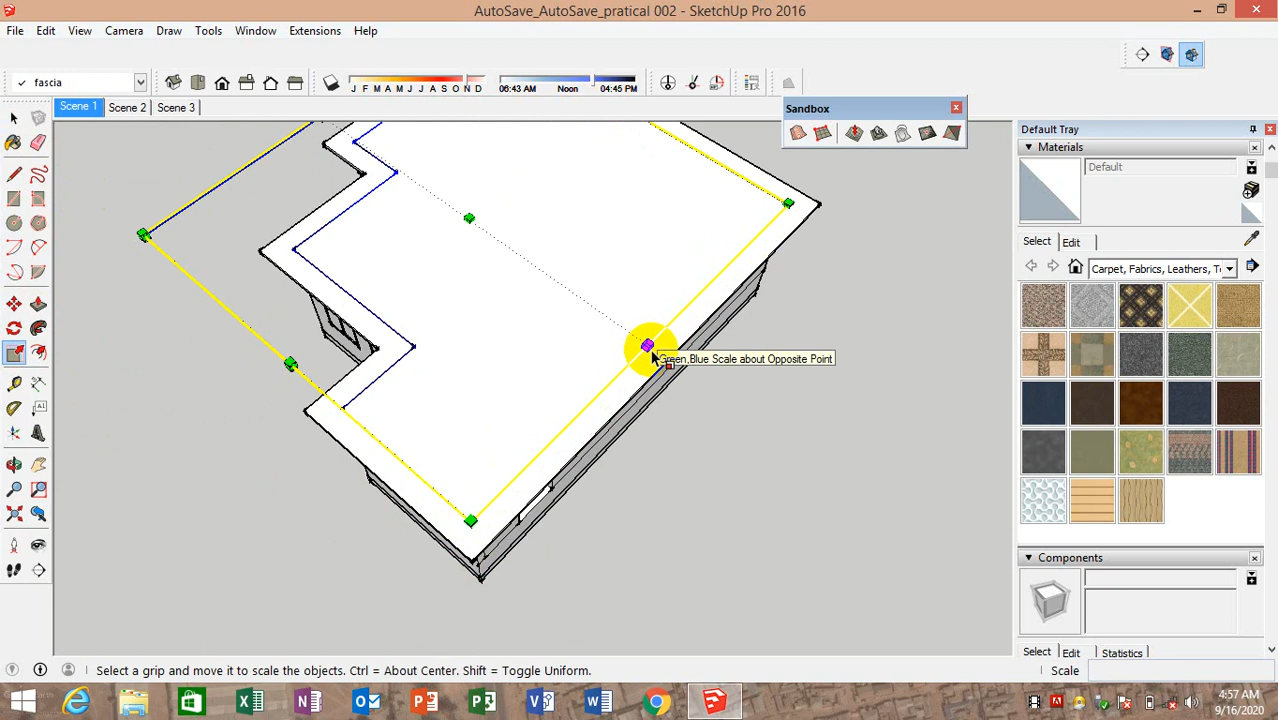 AutoSave_AutoSave_pratical 002 - SketchUp Pro 2016
File Edit View Camera Draw Tools Window Extensions Help
fascia
J F M A M J J A S O N D
06:43 AM Noon 04:45 PM
Scene 1 Scene 2 Scene 3
Sandbox
Default Tray
Materials
Default
Select Edit
Carpet, Fabrics, Leathers, T
Green,Blue Scale about Opposite Point
Components
Select Edit Statistics
Select a grip and move it to scale the objects. Ctrl = About Center. Shift = Toggle Uniform.
Scale
4:57 AM
9/16/2020